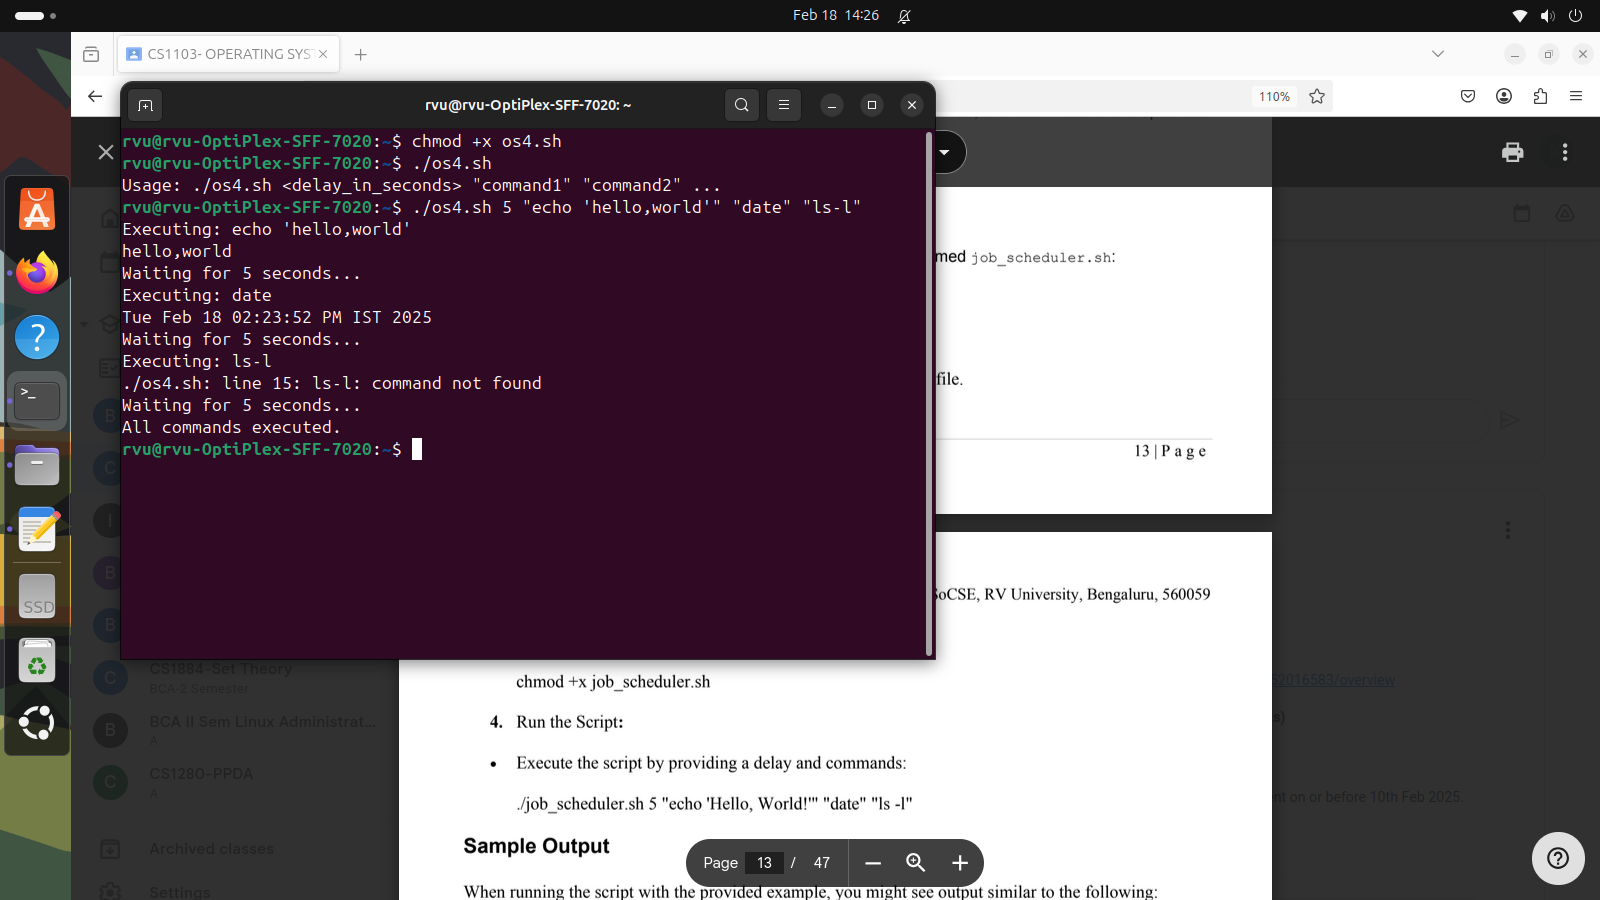 Feb 18 14:26
CS1103- OPERATING SYST
110%
rvu@rvu-OptiPlex-SFF-7020: ~
rvu@rvu-OptiPlex-SFF-7020:~$ chmod +x os4.sh
rvu@rvu-OptiPlex-SFF-7020:~$ ./os4.sh
Usage: ./os4.sh <delay_in_seconds> "command1" "command2" ...
rvu@rvu-OptiPlex-SFF-7020:~$ ./os4.sh 5 "echo 'hello,world'" "date" "ls-l"
Executing: echo 'hello,world'
hello,world
Waiting for 5 seconds...
Executing: date
Tue Feb 18 02:23:52 PM IST 2025
Waiting for 5 seconds...
Executing: ls-l
./os4.sh: line 15: ls-l: command not found
Waiting for 5 seconds...
All commands executed.
rvu@rvu-OptiPlex-SFF-7020:~$
med job_scheduler.sh:
file.
13 | P a g e
SoCSE, RV University, Bengaluru, 560059
chmod +x job_scheduler.sh
4. Run the Script:
• Execute the script by providing a delay and commands:
./job_scheduler.sh 5 "echo 'Hello, World!'" "date" "ls -l"
Sample Output
When running the script with the provided example, you might see output similar to the following:
Page 13 / 47
SSD
B
C
I
B
B
C CS1884-Set Theory
BCA-2 Semester
B BCA II Sem Linux Administrat...
A
C CS1280-PPDA
A
Archived classes
Settings
52016583/overview
s)
nt on or before 10th Feb 2025.